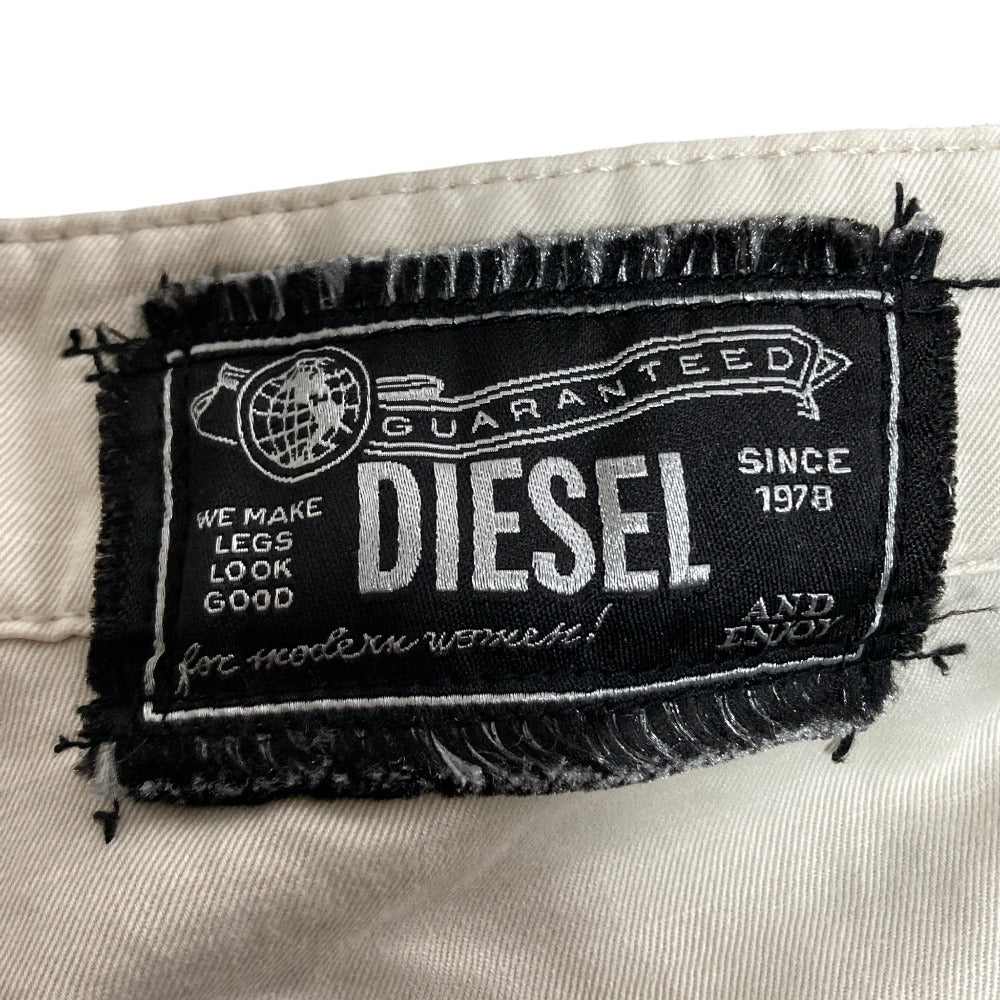 GUARANTEED
DIESEL
SINCE
1978
WE MAKE
LEGS
LOOK
GOOD
for modern women!
AND
ENJOY